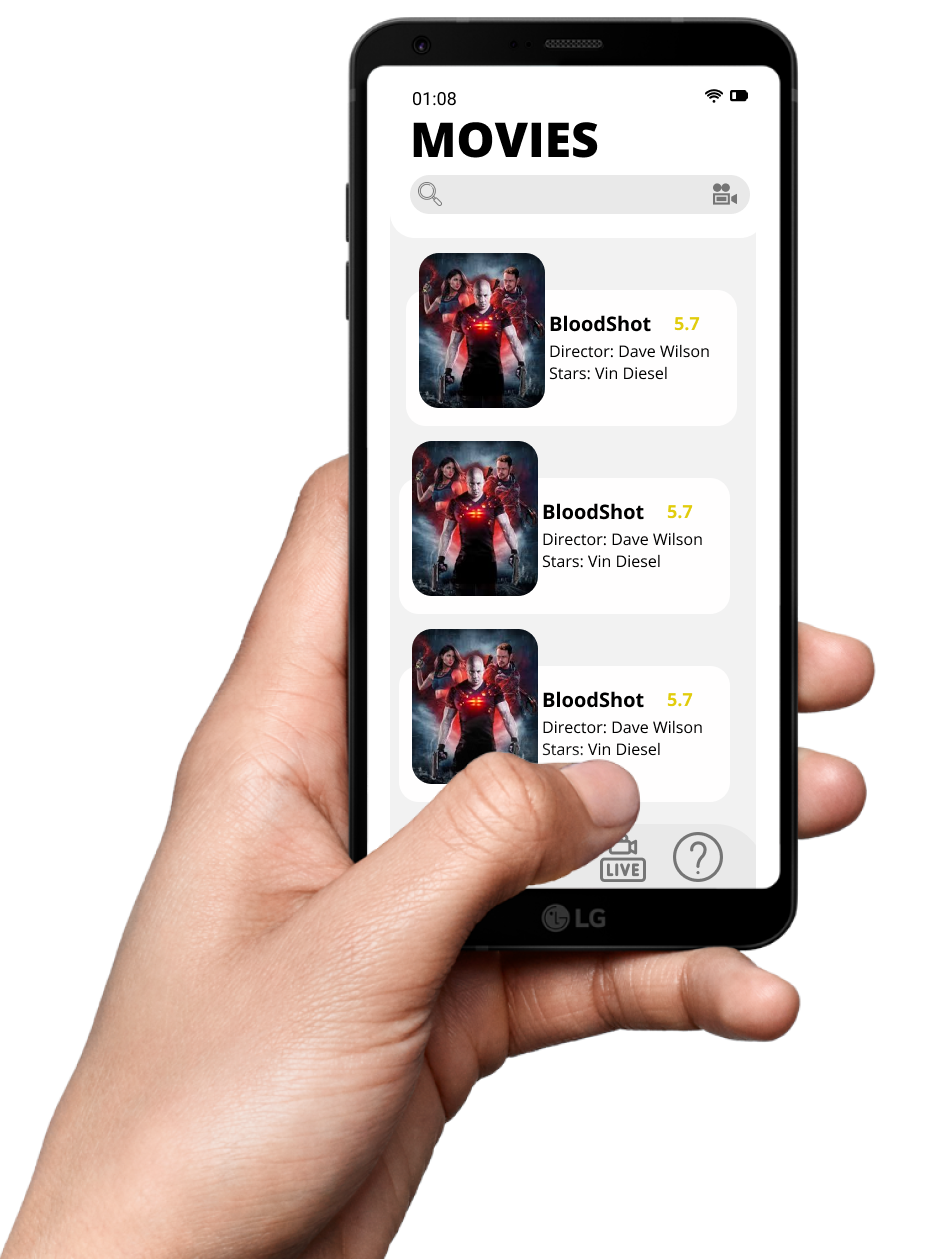 01:08
MOVIES
BloodShot 5.7
Director: Dave Wilson
Stars: Vin Diesel
BloodShot 5.7
Director: Dave Wilson
Stars: Vin Diesel
BloodShot 5.7
Director: Dave Wilson
Stars: Vin Diesel
LIVE
?
LG